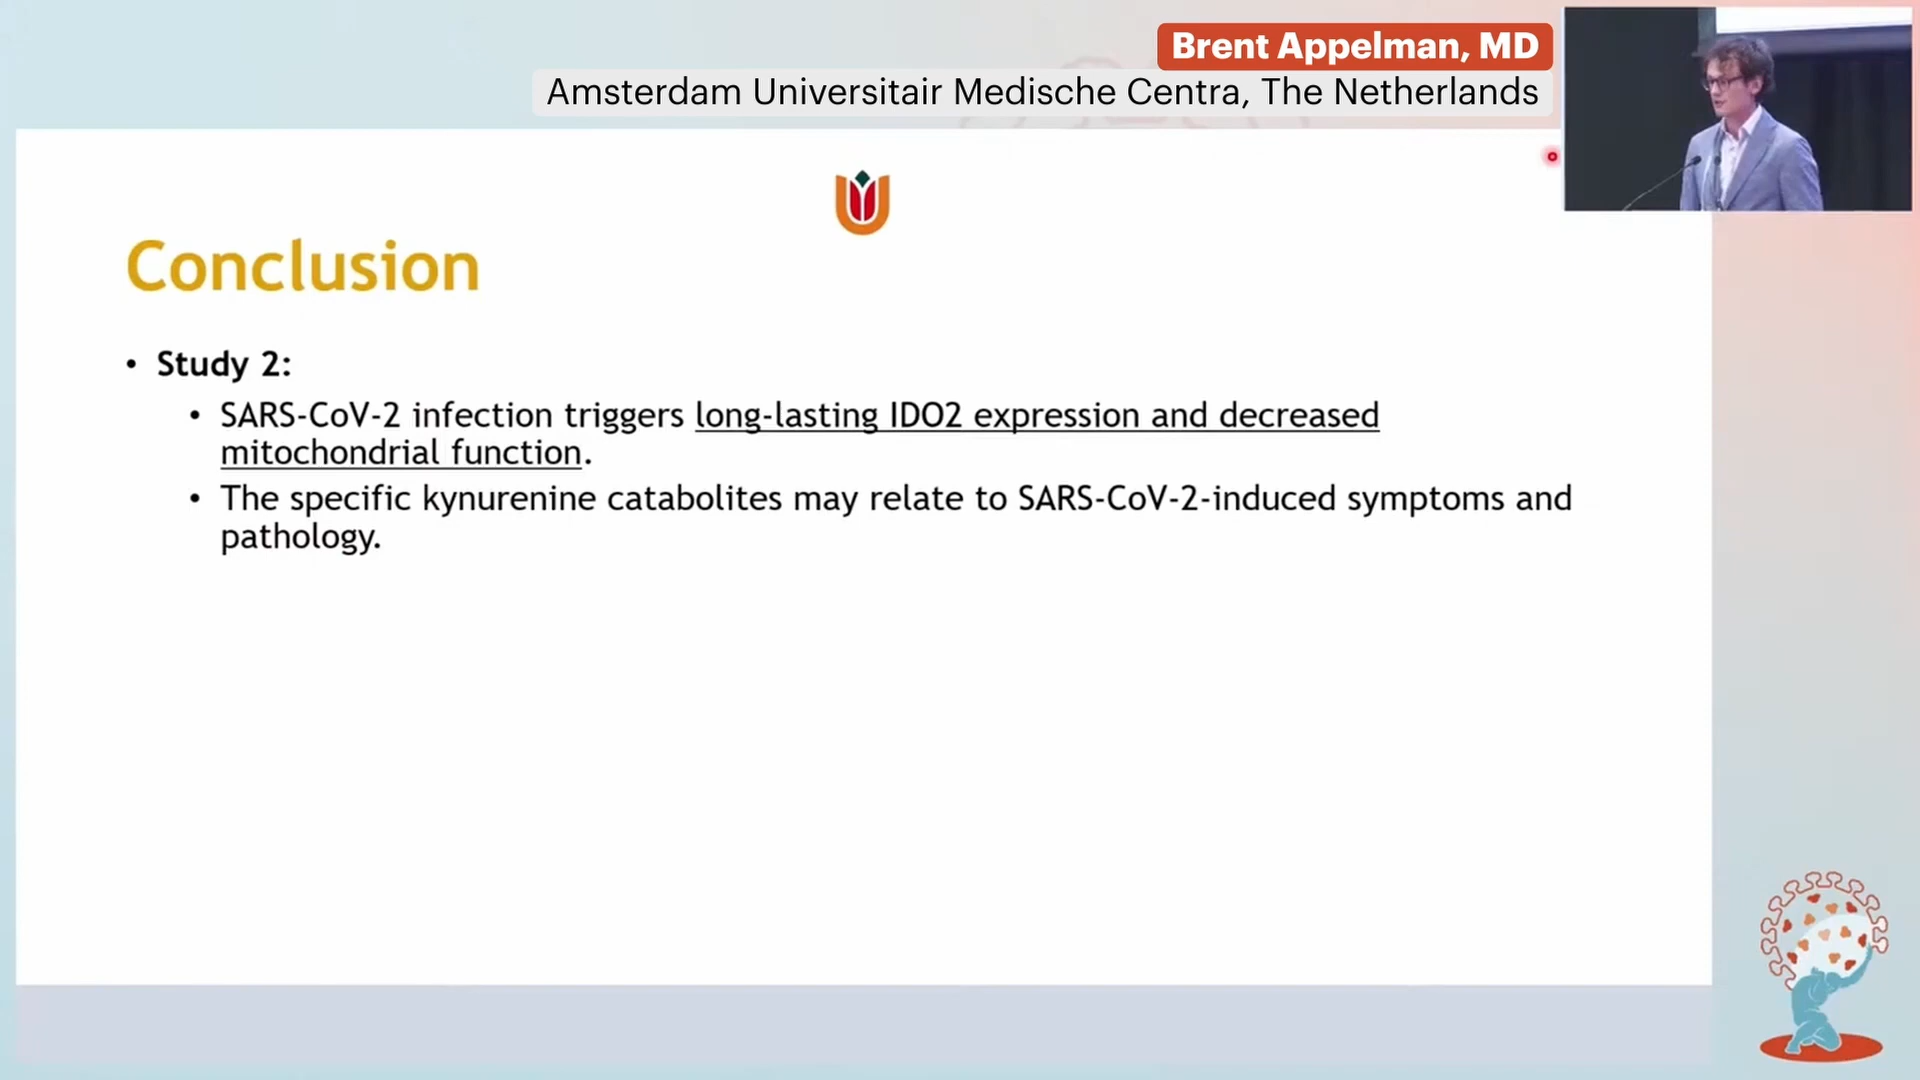 Brent Appelman, MD
Amsterdam Universitair Medische Centra, The Netherlands
Conclusion
• Study 2:
• SARS-CoV-2 infection triggers long-lasting IDO2 expression and decreased
mitochondrial function.
• The specific kynurenine catabolites may relate to SARS-CoV-2-induced symptoms and
pathology.